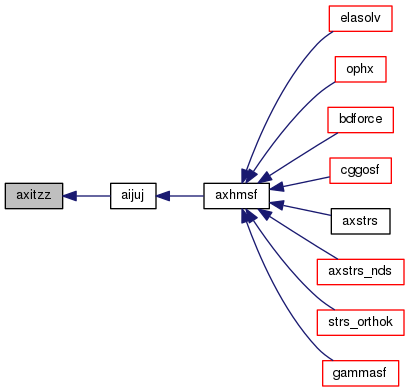 elasolv
ophx
bdforce
cggosf
axitzz
aijuj
axhmsf
axstrs
axstrs_nds
strs_orthok
gammasf